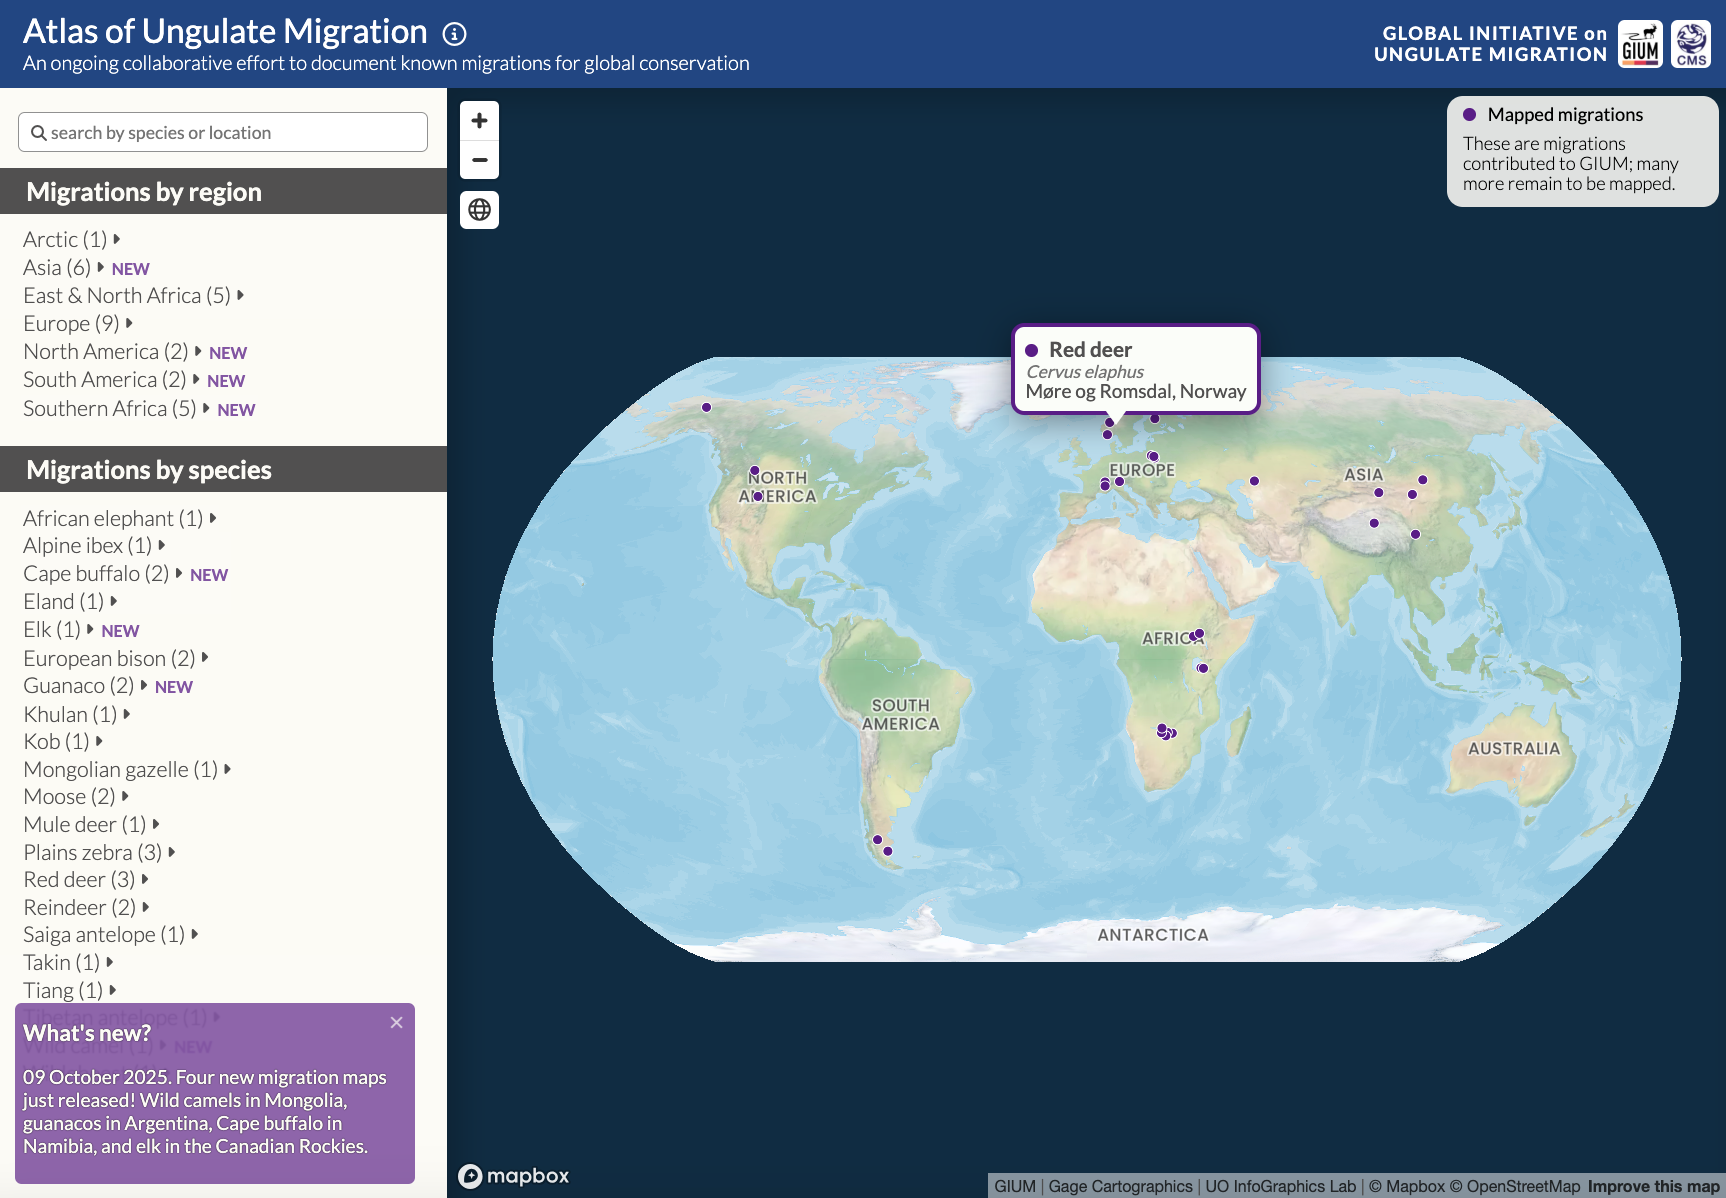 Atlas of Ungulate Migration
An ongoing collaborative effort to document known migrations for global conservation
GLOBAL INITIATIVE on
UNGULATE MIGRATION
GIUM
CMS
search by species or location
Migrations by region
Arctic (1)
Asia (6) NEW
East & North Africa (5)
Europe (9)
North America (2) NEW
South America (2) NEW
Southern Africa (5) NEW
Migrations by species
African elephant (1)
Alpine ibex (1)
Cape buffalo (2) NEW
Eland (1)
Elk (1) NEW
European bison (2)
Guanaco (2) NEW
Khulan (1)
Kob (1)
Mongolian gazelle (1)
Moose (2)
Mule deer (1)
Plains zebra (3)
Red deer (3)
Reindeer (2)
Saiga antelope (1)
Takin (1)
Tiang (1)
Tibetan antelope (1)
Wild camel (1) NEW
What's new?
09 October 2025. Four new migration maps
just released! Wild camels in Mongolia,
guanacos in Argentina, Cape buffalo in
Namibia, and elk in the Canadian Rockies.
Mapped migrations
These are migrations
contributed to GIUM; many
more remain to be mapped.
Red deer
Cervus elaphus
Møre og Romsdal, Norway
NORTH
AMERICA
EUROPE
ASIA
AFRICA
SOUTH
AMERICA
AUSTRALIA
ANTARCTICA
mapbox
GIUM | Gage Cartographics | UO InfoGraphics Lab | © Mapbox © OpenStreetMap Improve this map